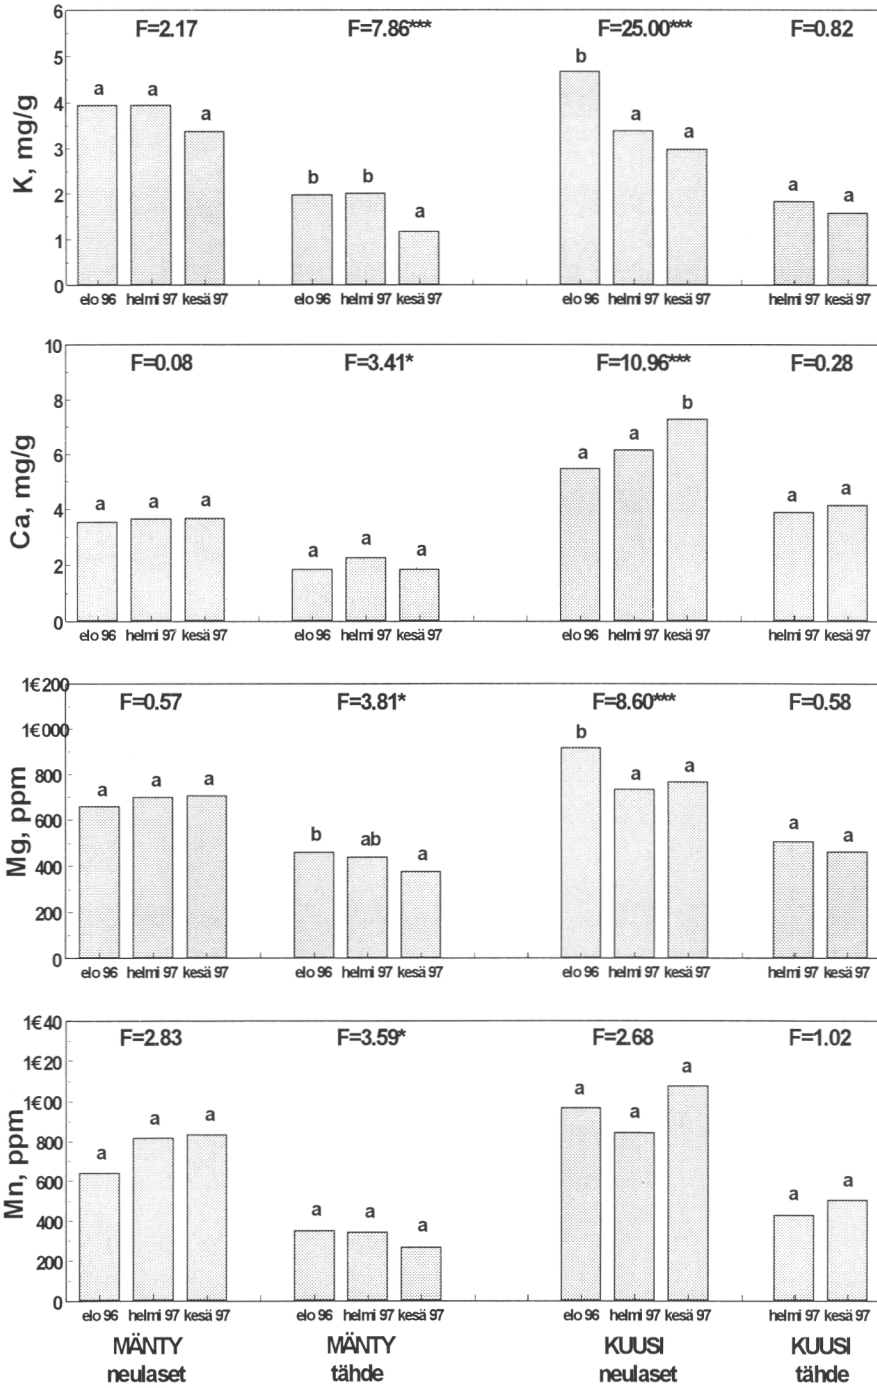 K, mg/g
6
5
4
3
2
1
0
F=2.17 F=7.86*** F=25.00*** F=0.82
a a a b b a b a a a a
elo 96 helmi 97 kesä 97 elo 96 helmi 97 kesä 97 elo 96 helmi 97 kesä 97 helmi 97 kesä 97
Ca, mg/g
10
8
6
4
2
0
F=0.08 F=3.41* F=10.96*** F=0.28
a a a a a a a a b a a
elo 96 helmi 97 kesä 97 elo 96 helmi 97 kesä 97 elo 96 helmi 97 kesä 97 helmi 97 kesä 97
Mg, ppm
1€200
1€000
800
600
400
200
0
F=0.57 F=3.81* F=8.60*** F=0.58
a a a b ab a b a a a a
elo 96 helmi 97 kesä 97 elo 96 helmi 97 kesä 97 elo 96 helmi 97 kesä 97 helmi 97 kesä 97
Mn, ppm
1€40
1€20
1€00
800
600
400
200
0
F=2.83 F=3.59* F=2.68 F=1.02
a a a a a a a a a a a
elo 96 helmi 97 kesä 97 elo 96 helmi 97 kesä 97 elo 96 helmi 97 kesä 97 helmi 97 kesä 97
MÄNTY MÄNTY KUUSI KUUSI
neulaset tähde neulaset tähde